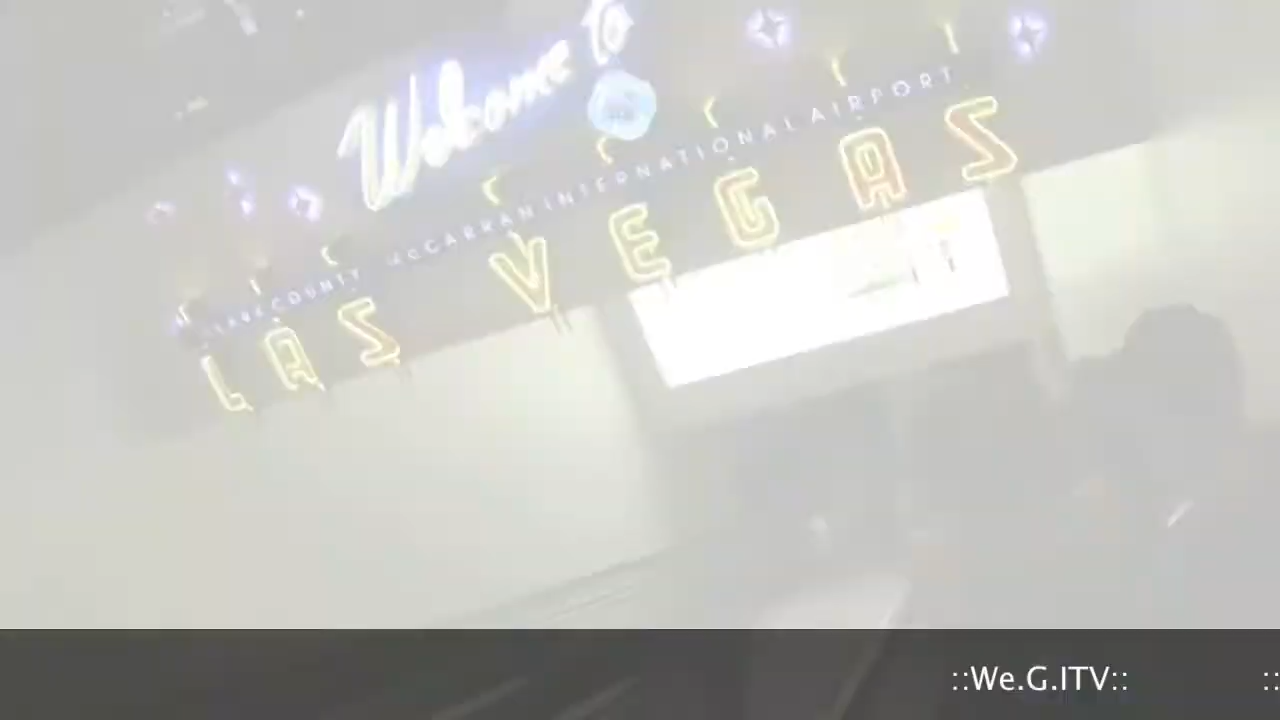 Welcome to
CLARK COUNTY McCARRAN INTERNATIONAL AIRPORT
LAS VEGAS
::We.G.ITV:: ::